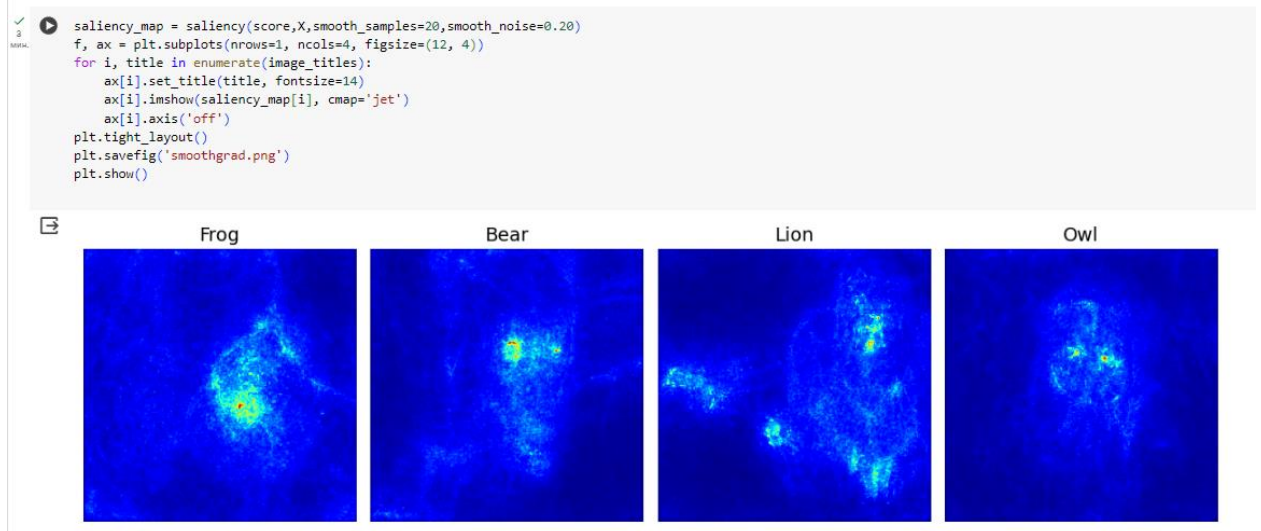 3
мин.
saliency_map = saliency(score,X,smooth_samples=20,smooth_noise=0.20)
f, ax = plt.subplots(nrows=1, ncols=4, figsize=(12, 4))
for i, title in enumerate(image_titles):
    ax[i].set_title(title, fontsize=14)
    ax[i].imshow(saliency_map[i], cmap='jet')
    ax[i].axis('off')
plt.tight_layout()
plt.savefig('smoothgrad.png')
plt.show()
Frog Bear Lion Owl